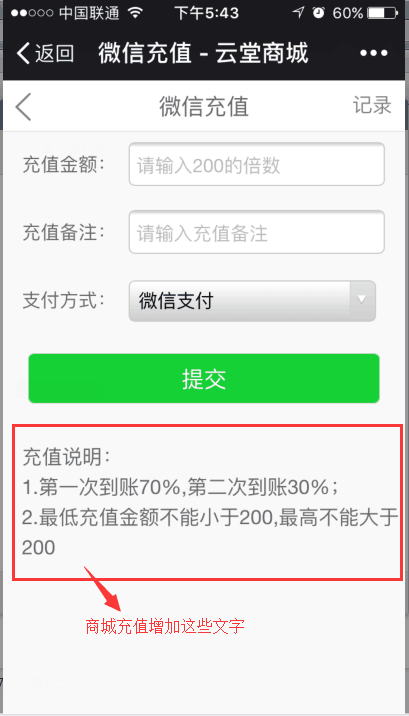 中国联通 下午5:43 60%
返回 微信充值 - 云堂商城
微信充值 记录
充值金额： 请输入200的倍数
充值备注： 请输入充值备注
支付方式： 微信支付
提交
充值说明：
1.第一次到账70%,第二次到账30%；
2.最低充值金额不能小于200,最高不能大于
200
商城充值增加这些文字